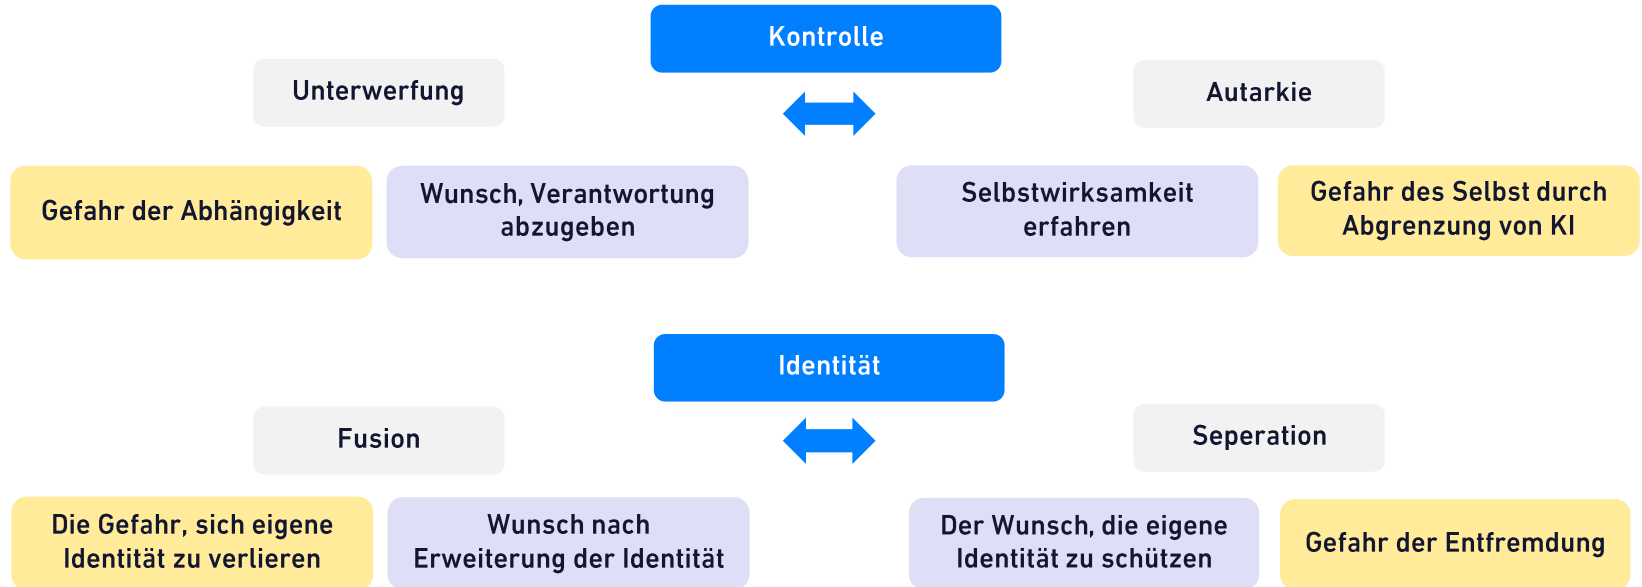 Kontrolle
Unterwerfung
Autarkie
Gefahr der Abhängigkeit
Wunsch, Verantwortung
abzugeben
Selbstwirksamkeit
erfahren
Gefahr des Selbst durch
Abgrenzung von KI
Identität
Fusion
Seperation
Die Gefahr, sich eigene
Identität zu verlieren
Wunsch nach
Erweiterung der Identität
Der Wunsch, die eigene
Identität zu schützen
Gefahr der Entfremdung